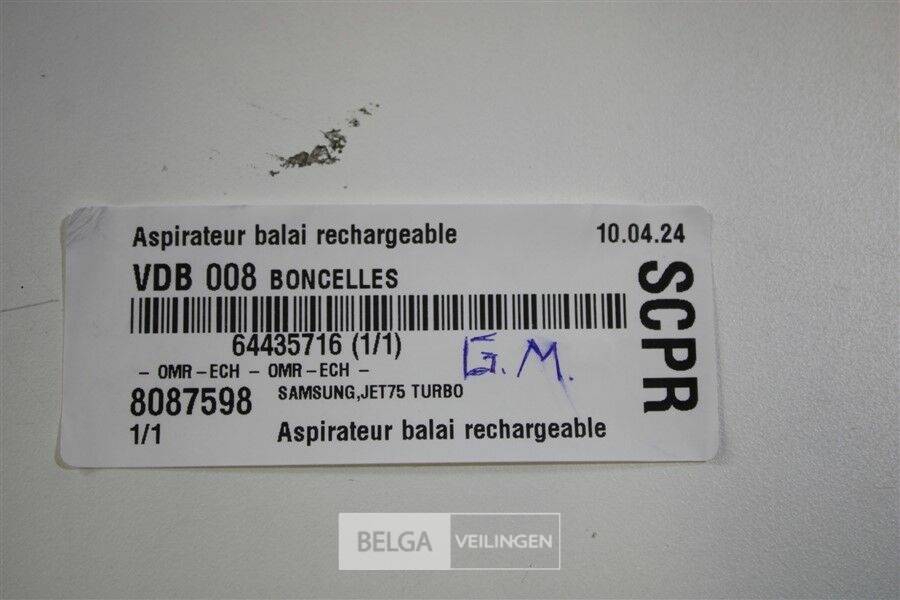 Aspirateur balai rechargeable 10.04.24
VDB 008 BONCELLES
SCPR
64435716 (1/1)
G.M.
- OMR-ECH - OMR-ECH -
8087598 SAMSUNG,JET75 TURBO
1/1 Aspirateur balai rechargeable
BELGA VEILINGEN